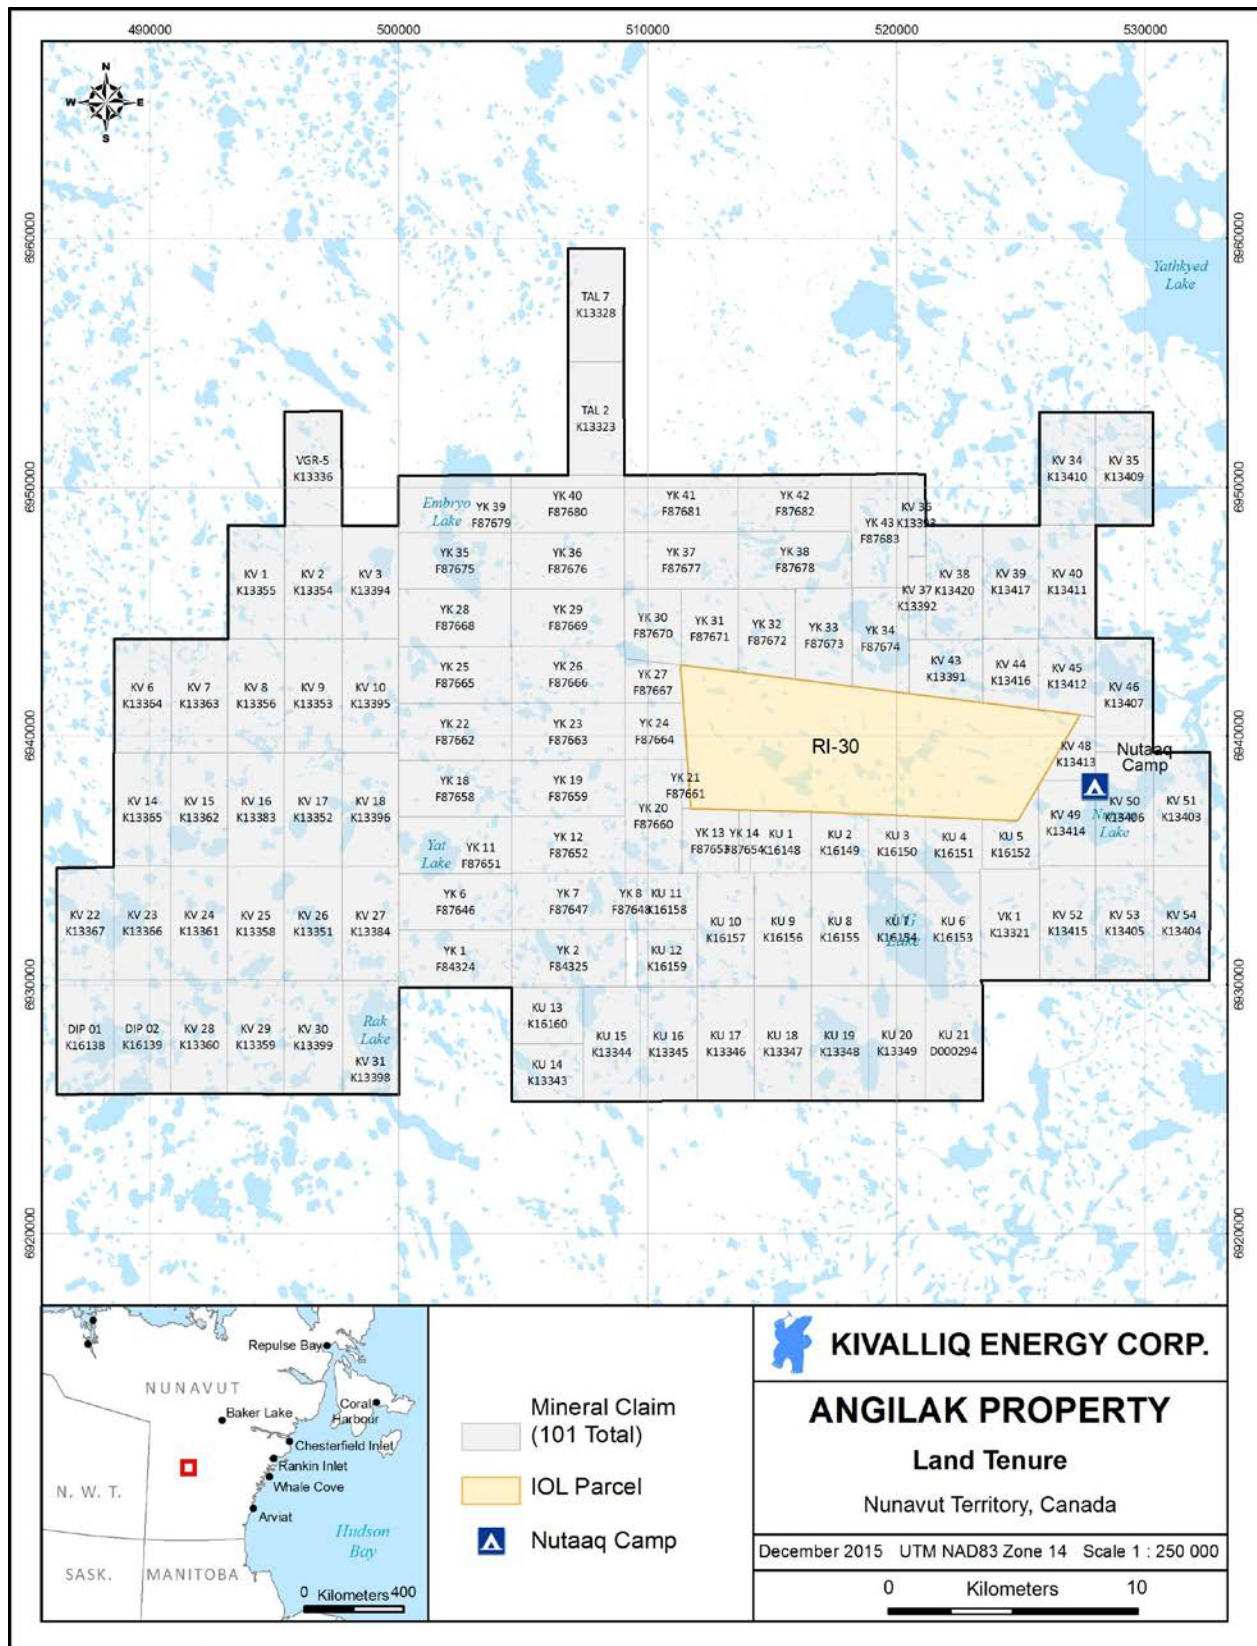 490000
500000
510000
520000
530000
N
W
E
S
6960000
6960000
Yathkyed
Lake
TAL 7
K13328
TAL 2
K13323
VGR-5
K13336
KV 34
K13410
KV 35
K13409
6950000
6950000
Embryo
Lake
YK 39
F87679
YK 40
F87680
YK 41
F87681
YK 42
F87682
YK 43
F87683
KV 36
K13393
YK 35
F87675
YK 36
F87676
YK 37
F87677
YK 38
F87678
KV 1
K13355
KV 2
K13354
KV 3
K13394
KV 37
K13392
KV 38
K13420
KV 39
K13417
KV 40
K13411
YK 28
F87668
YK 29
F87669
YK 30
F87670
YK 31
F87671
YK 32
F87672
YK 33
F87673
YK 34
F87674
YK 25
F87665
YK 26
F87666
YK 27
F87667
KV 43
K13391
KV 44
K13416
KV 45
K13412
KV 46
K13407
KV 6
K13364
KV 7
K13363
KV 8
K13356
KV 9
K13353
KV 10
K13395
6940000
6940000
YK 22
F87662
YK 23
F87663
YK 24
F87664
RI-30
KV 48
K13413
Nutaaq
Camp
YK 18
F87658
YK 19
F87659
YK 21
F87661
YK 20
F87660
KV 14
K13365
KV 15
K13362
KV 16
K13383
KV 17
K13352
KV 18
K13396
KV 49
K13414
KV 50
K13406
Lake
KV 51
K13403
Yat
Lake
YK 11
F87651
YK 12
F87652
YK 13
F87653
YK 14
F87654
KU 1
K16148
KU 2
K16149
KU 3
K16150
KU 4
K16151
KU 5
K16152
YK 6
F87646
YK 7
F87647
YK 8
F87648
KU 11
K16158
KV 22
K13367
KV 23
K13366
KV 24
K13361
KV 25
K13358
KV 26
K13351
KV 27
K13384
KU 10
K16157
KU 9
K16156
KU 8
K16155
KU 7
K16154
Lake
KU 6
K16153
VK 1
K13321
KV 52
K13415
KV 53
K13405
KV 54
K13404
YK 1
F84324
YK 2
F84325
KU 12
K16159
6930000
6930000
DIP 01
K16138
DIP 02
K16139
KV 28
K13360
KV 29
K13359
KV 30
K13399
Rak
Lake
KV 31
K13398
KU 13
K16160
KU 14
K13343
KU 15
K13344
KU 16
K13345
KU 17
K13346
KU 18
K13347
KU 19
K13348
KU 20
K13349
KU 21
D000294
6920000
6920000
Repulse Bay
NUNAVUT
Coral
Harbour
Baker Lake
Chesterfield Inlet
Rankin Inlet
Whale Cove
N. W. T.
Arviat
Hudson
Bay
SASK.
MANITOBA
0 Kilometers 400
Mineral Claim
(101 Total)
IOL Parcel
Nutaaq Camp
KIVALLIQ ENERGY CORP.
ANGILAK PROPERTY
Land Tenure
Nunavut Territory, Canada
December 2015 UTM NAD83 Zone 14 Scale 1 : 250 000
0 Kilometers 10